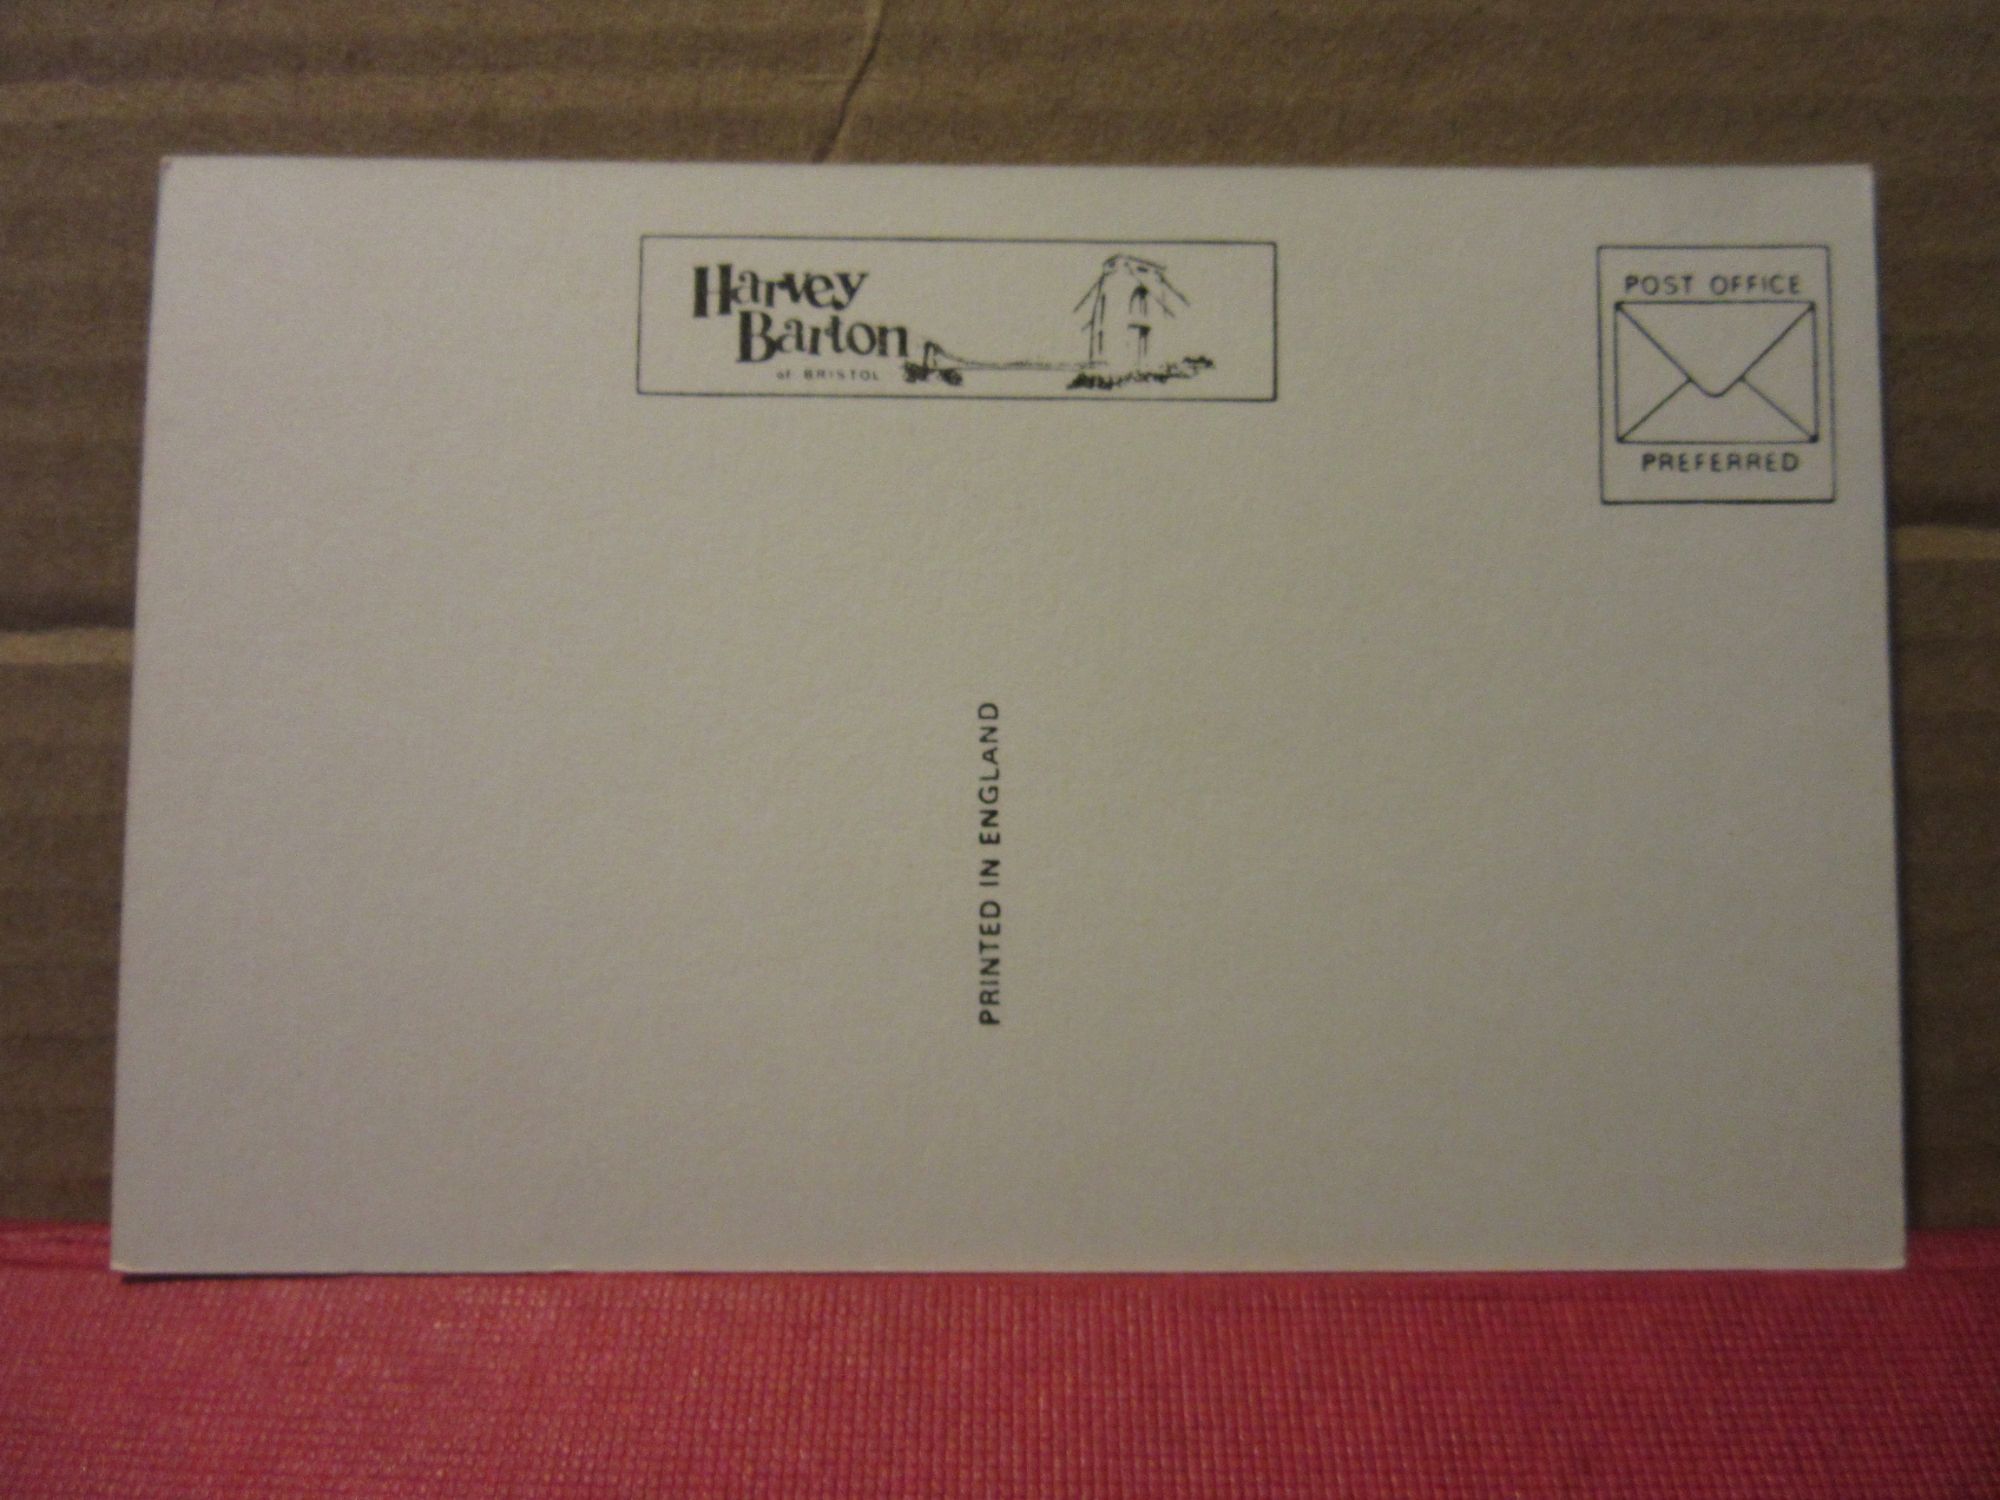 Harvey
Barton
of BRISTOL
POST OFFICE
PREFERRED
PRINTED IN ENGLAND